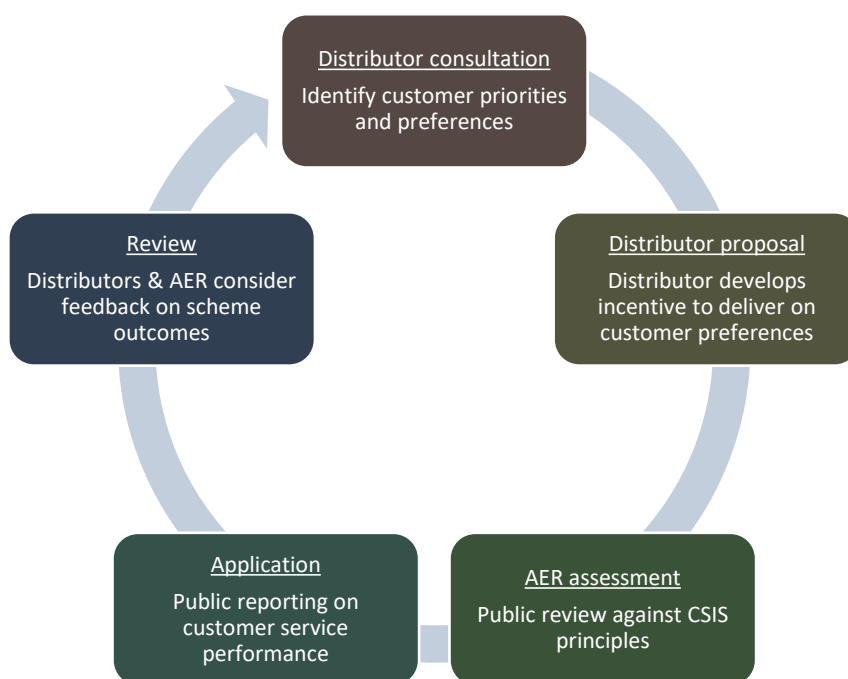 Distributor consultation
Identify customer priorities
and preferences
Distributor proposal
Distributor develops
incentive to deliver on
customer preferences
AER assessment
Public review against CSIS
principles
Application
Public reporting on
customer service
performance
Review
Distributors & AER consider
feedback on scheme
outcomes